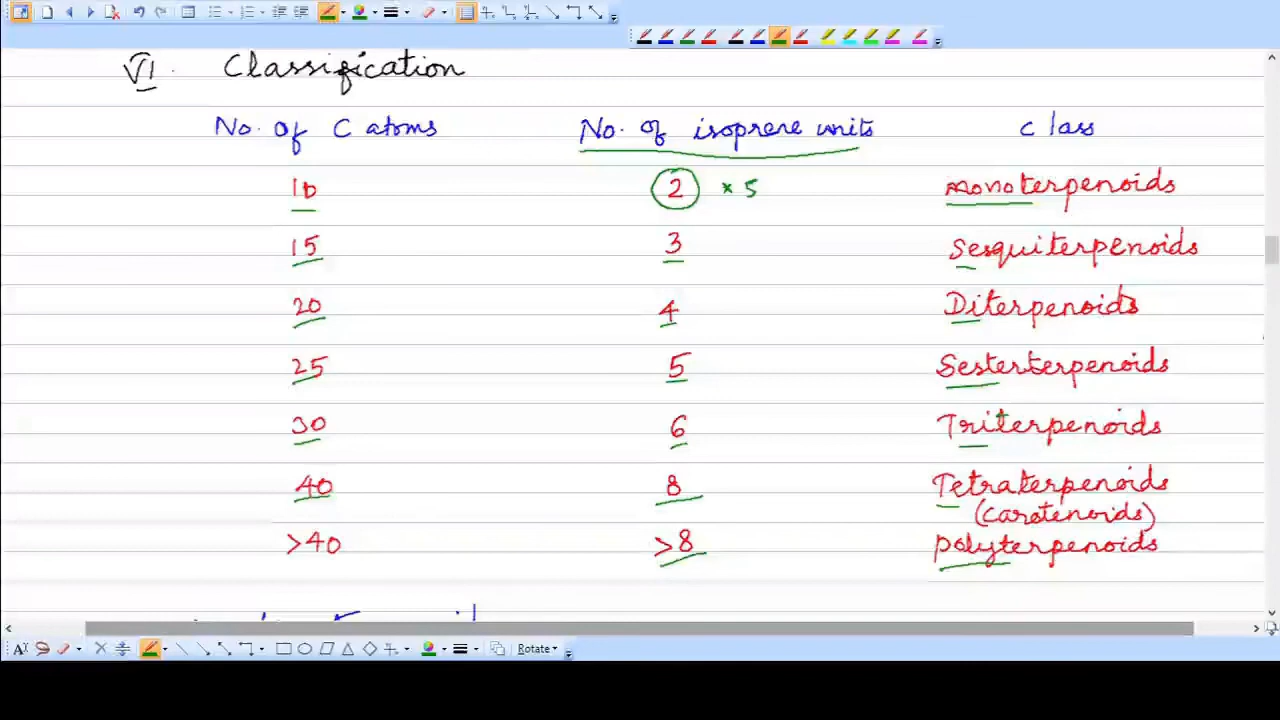 VI. Classification
No. Of C atoms No. of isoprene units Class
10 2 × 5 monoterpenoids
15 3 Sesquiterpenoids
20 4 Diterpenoids
25 5 Sesterterpenoids
30 6 Triterpenoids
40 8 Tetraterpenoids
(carotenoids)
>40 >8 polyterpenoids
Rotate